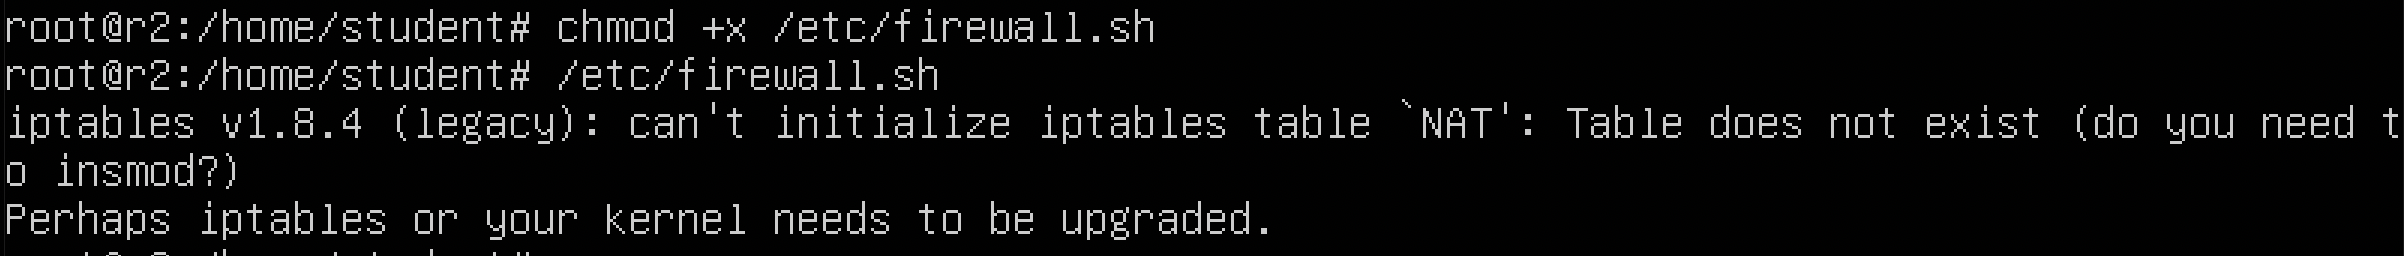 root@r2:/home/student# chmod +x /etc/firewall.sh
root@r2:/home/student# /etc/firewall.sh
iptables v1.8.4 (legacy): can't initialize iptables table `NAT': Table does not exist (do you need t
o insmod?)
Perhaps iptables or your kernel needs to be upgraded.